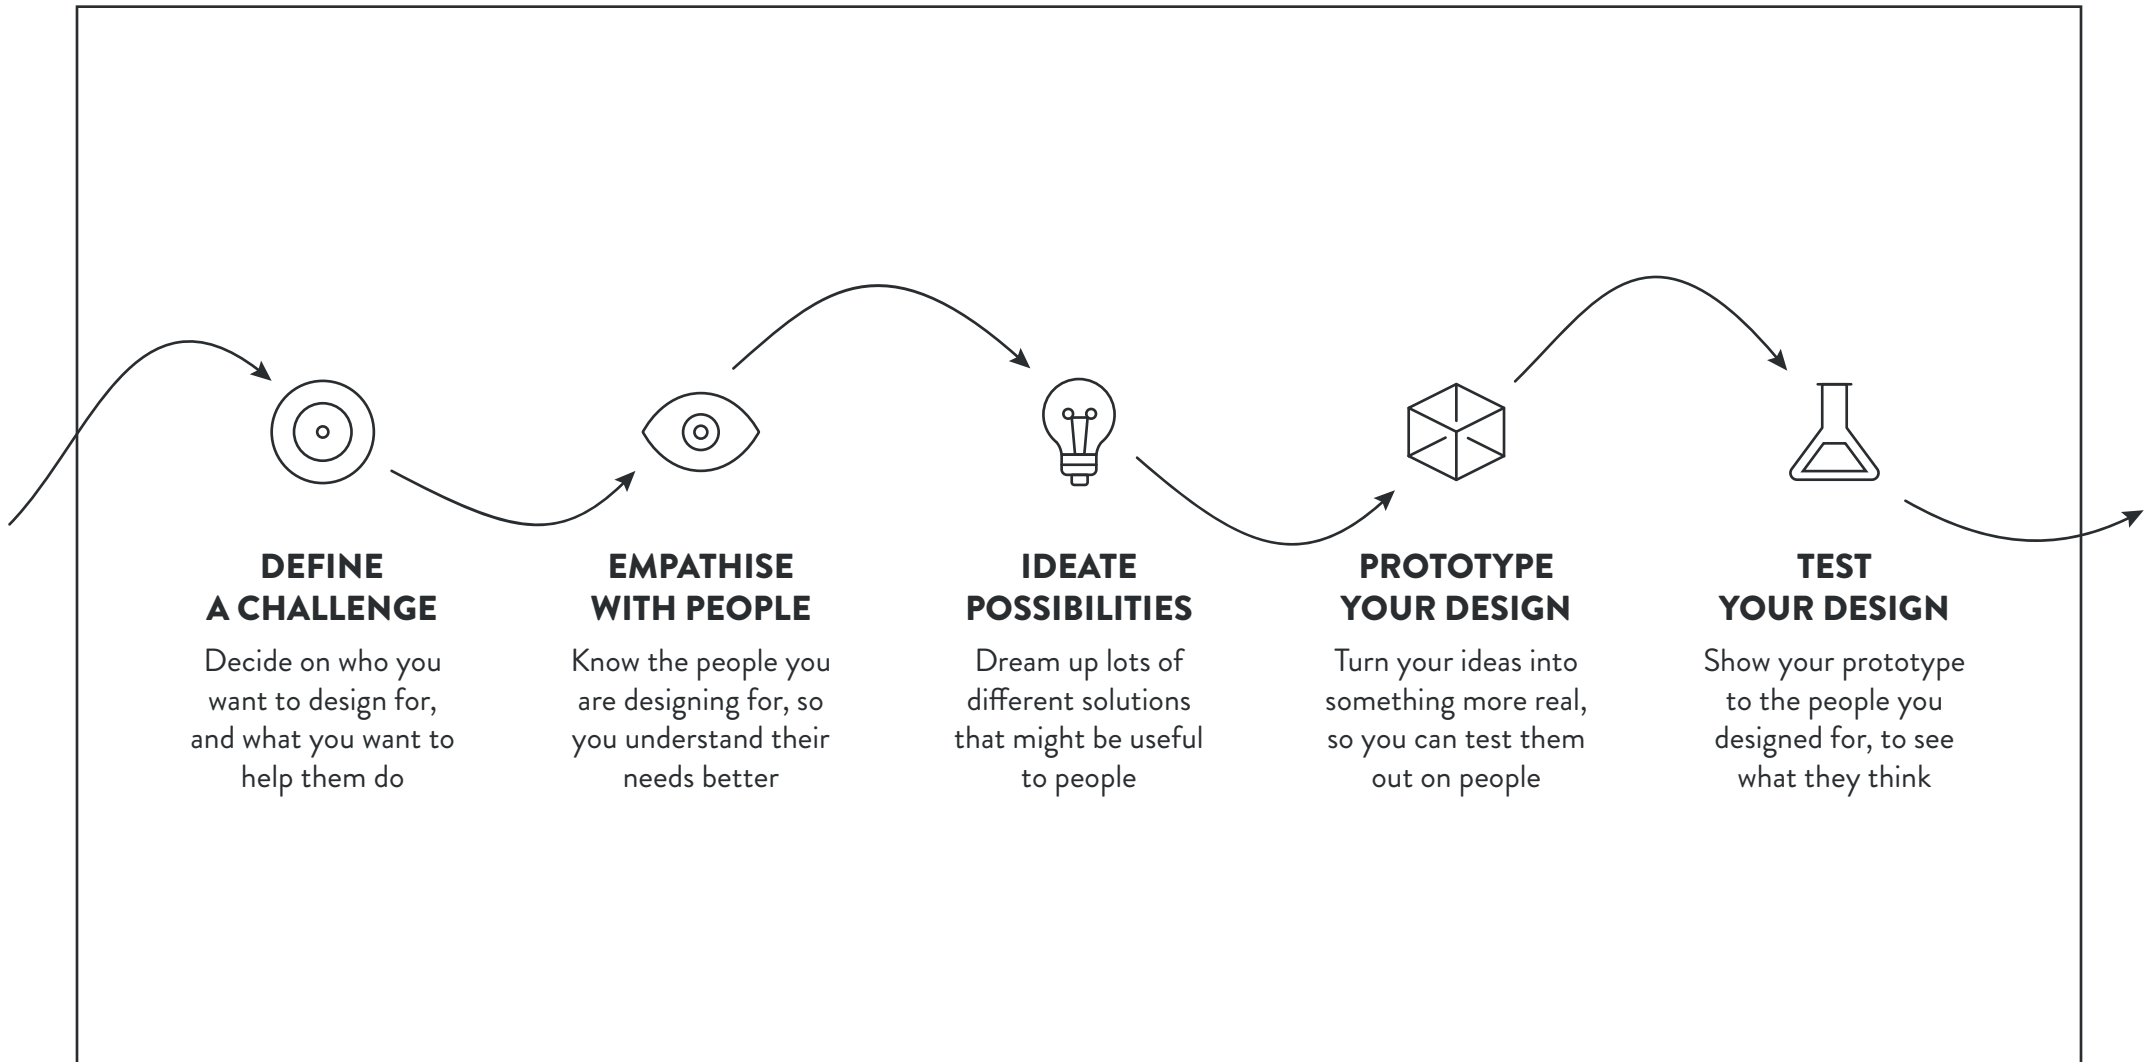 DEFINE
A CHALLENGE
Decide on who you
want to design for,
and what you want to
help them do
EMPATHISE
WITH PEOPLE
Know the people you
are designing for, so
you understand their
needs better
IDEATE
POSSIBILITIES
Dream up lots of
different solutions
that might be useful
to people
PROTOTYPE
YOUR DESIGN
Turn your ideas into
something more real,
so you can test them
out on people
TEST
YOUR DESIGN
Show your prototype
to the people you
designed for, to see
what they think